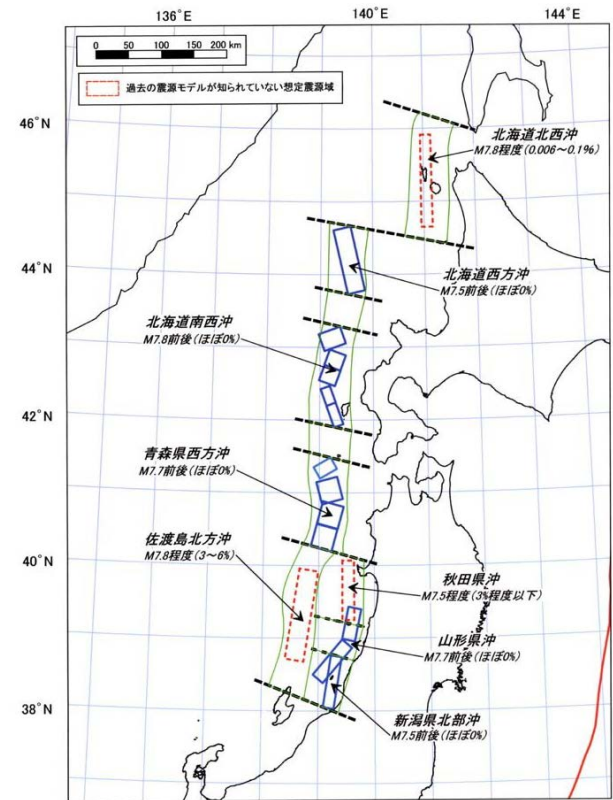 136°E
140°E
144°E
0 50 100 150 200 km
過去の震源モデルが知られていない想定震源域
46°N
北海道北西沖
M7.8程度(0.006~0.1%)
44°N
北海道西方沖
M7.5前後(ほぼ0%)
北海道南西沖
M7.8前後(ほぼ0%)
42°N
青森県西方沖
M7.7前後(ほぼ0%)
佐渡島北方沖
M7.8程度(3~6%)
40°N
秋田県沖
M7.5程度(3%程度以下)
山形県沖
M7.7前後(ほぼ0%)
38°N
新潟県北部沖
M7.5前後(ほぼ0%)